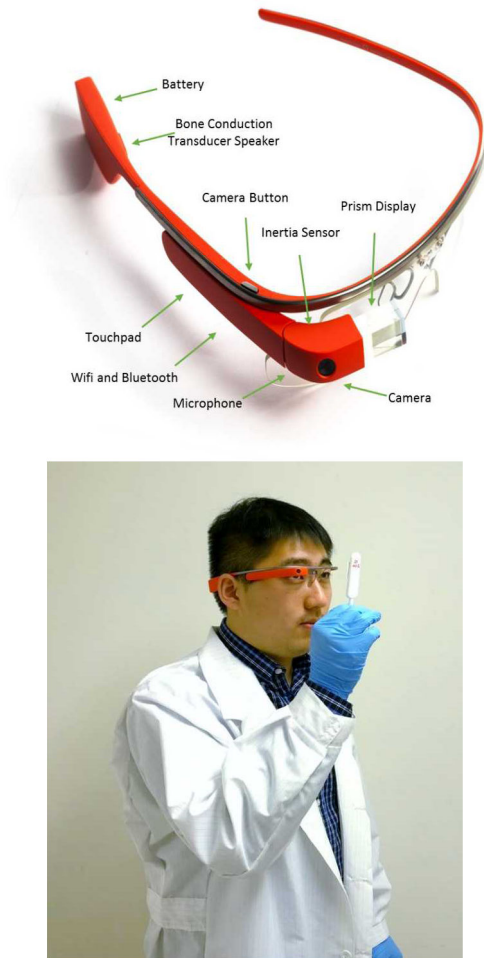 Battery
Bone Conduction
Transducer Speaker
Camera Button
Prism Display
Inertia Sensor
Touchpad
Wifi and Bluetooth
Microphone
Camera